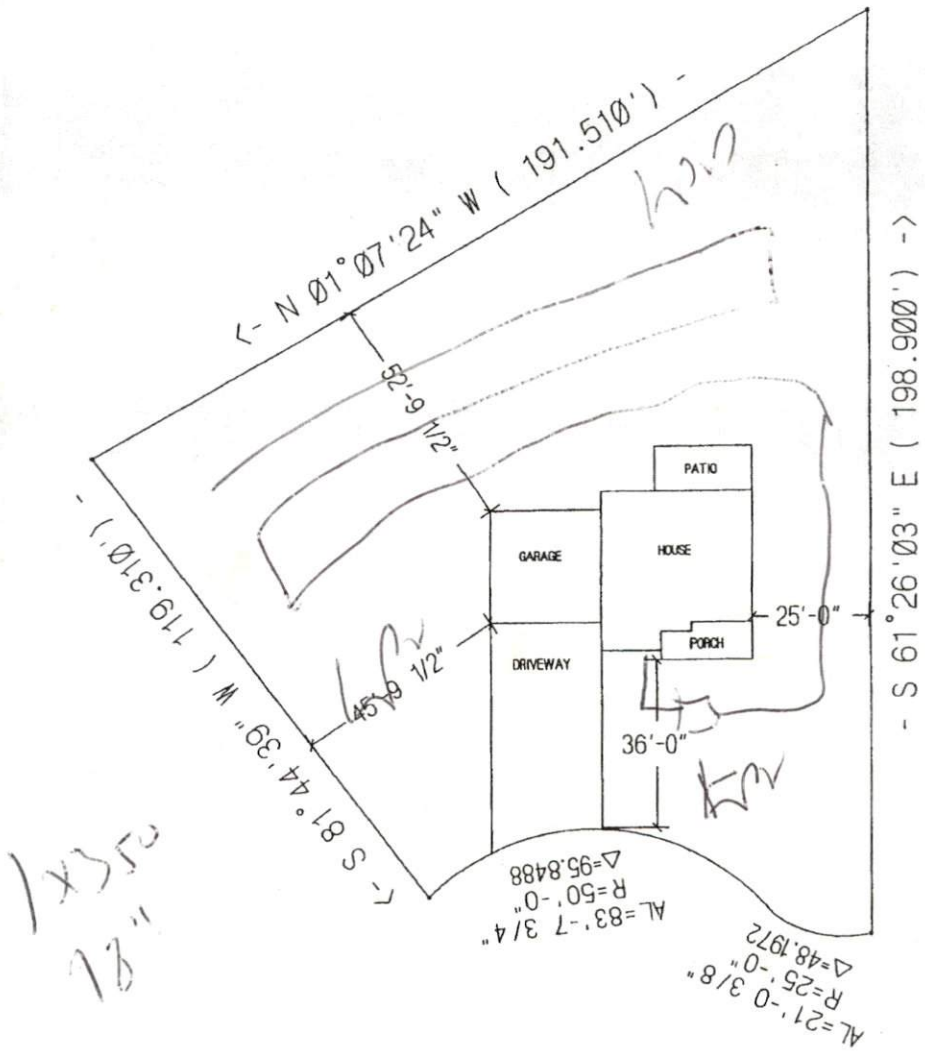 <- N Ø1°Ø7'24" W ( 191.51Ø' ) -
52'-9 1/2"
PATIO
GARAGE
HOUSE
- S 61°26'Ø3" E ( 198.9ØØ' ) ->
<- S 81°44'39" W ( 119.31Ø' ) -
45'-9 1/2"
DRIVEWAY
PORCH
25'-0"
36'-0"
1x350
18"
Δ=95.8488
R=50'-0"
AL=83'-7 3/4"
Δ=48.1972
R=25'-0"
AL=21'-0 3/8"